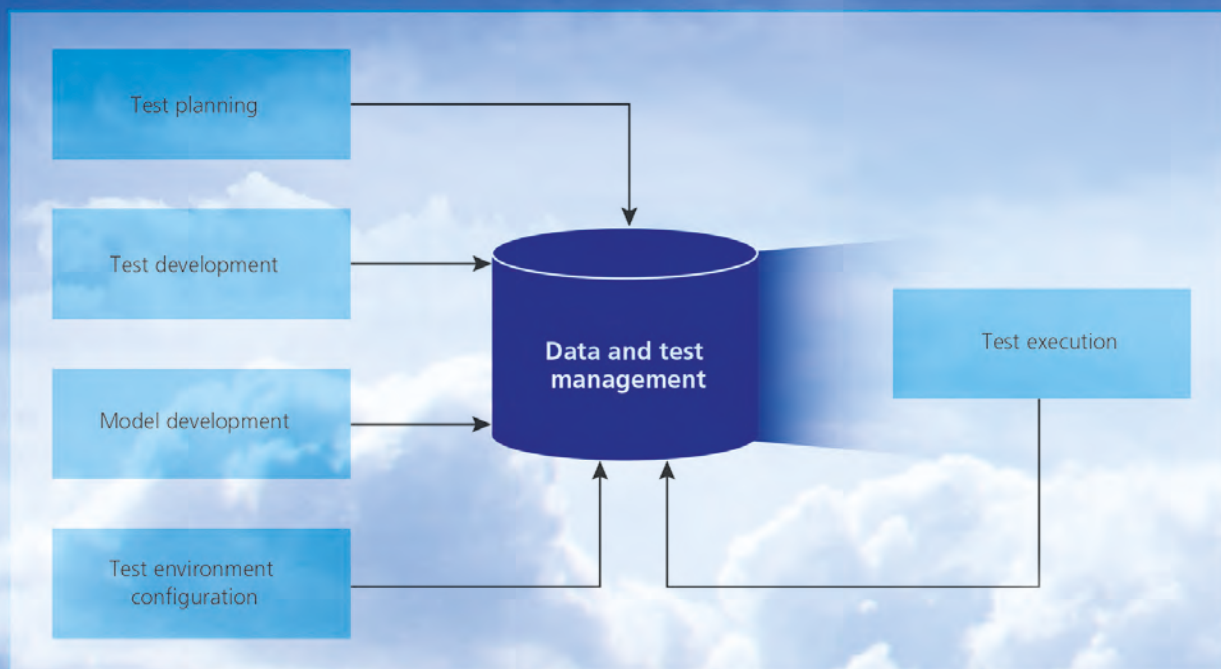 Test planning
Test development
Data and test
management
Test execution
Model development
Test environment
configuration